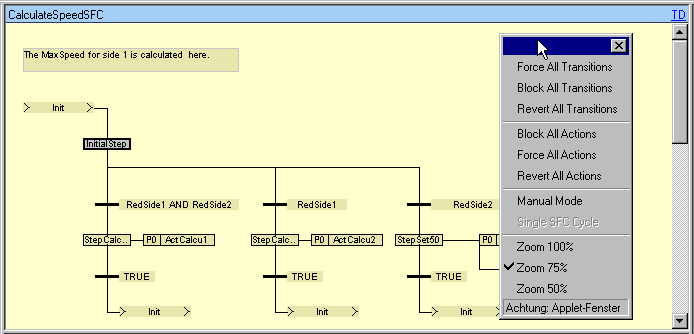 CalculateSpeedSFC TD
The MaxSpeed for side 1 is calculated here.
Init
InitialStep
RedSide1 AND RedSide2
RedSide1
RedSide2
StepCalc.. P0 ActCalcu1
StepCalc.. P0 ActCalcu2
StepSet50 P0
TRUE
TRUE
TRUE
Init
Init
Init
Force All Transitions
Block All Transitions
Revert All Transitions
Block All Actions
Force All Actions
Revert All Actions
Manual Mode
Single SFC Cycle
Zoom 100%
Zoom 75%
Zoom 50%
Achtung: Applet-Fenster